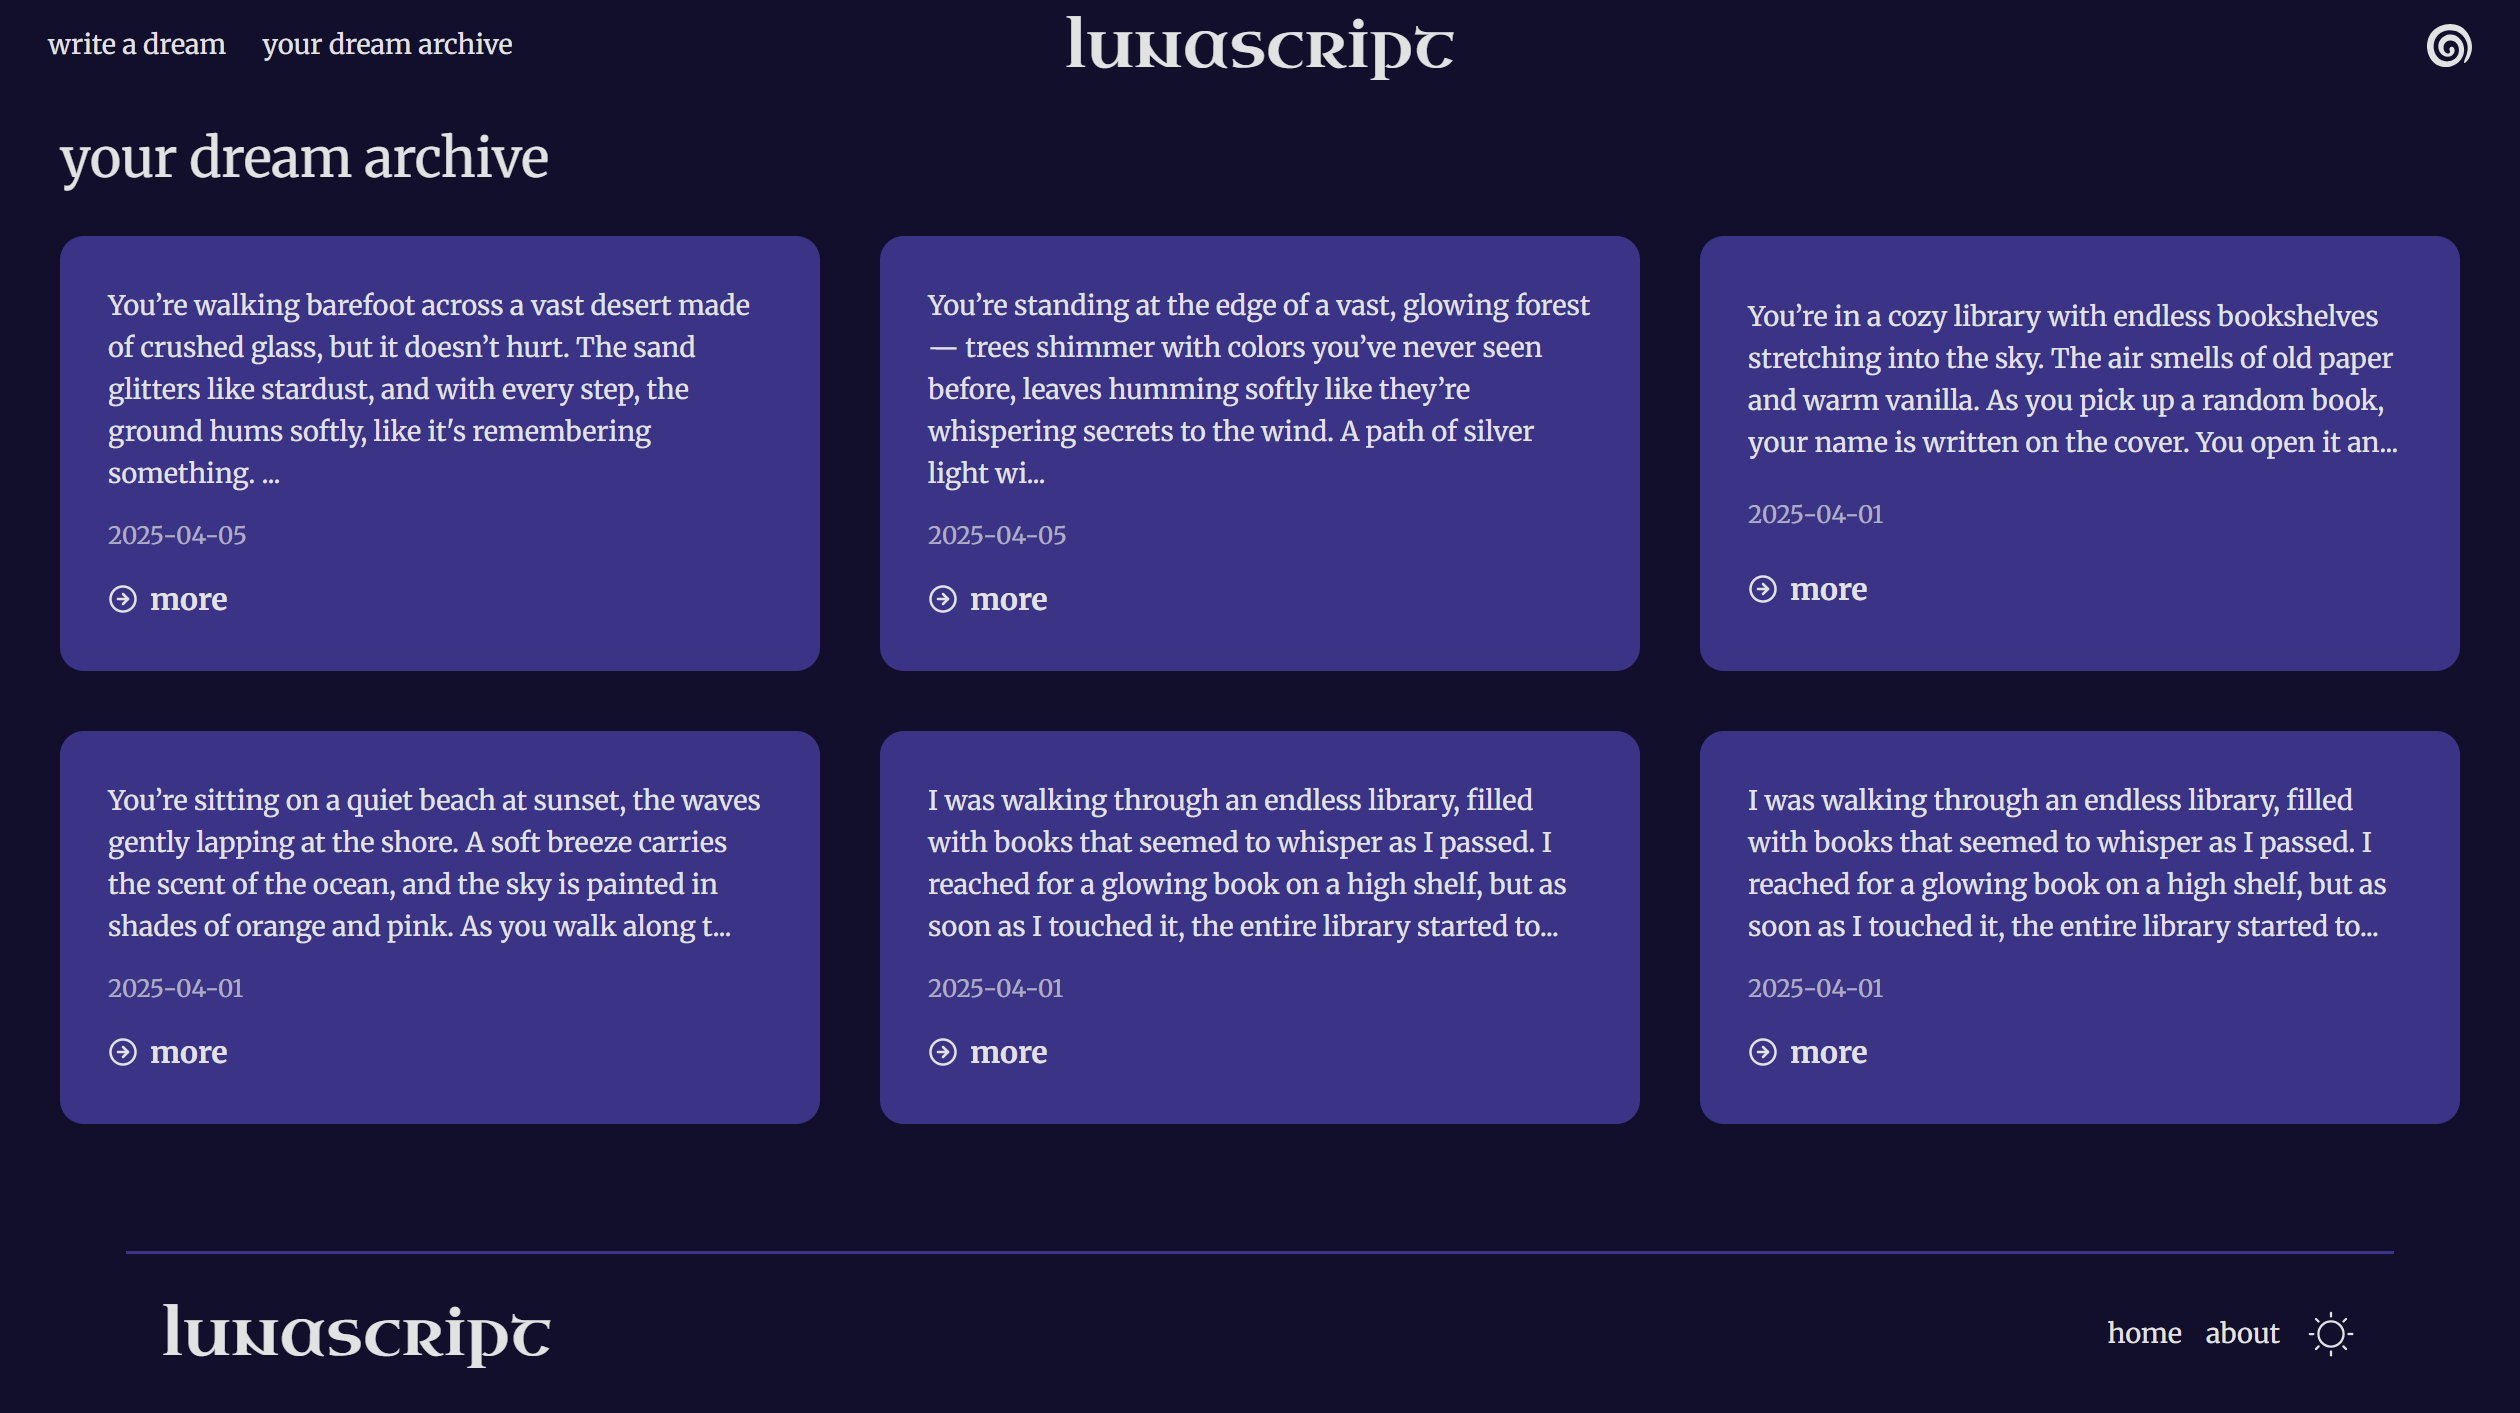 write a dream your dream archive lunascript
your dream archive
You’re walking barefoot across a vast desert made
of crushed glass, but it doesn’t hurt. The sand
glitters like stardust, and with every step, the
ground hums softly, like it's remembering
something. ...
2025-04-05
more
You’re standing at the edge of a vast, glowing forest
— trees shimmer with colors you’ve never seen
before, leaves humming softly like they’re
whispering secrets to the wind. A path of silver
light wi...
2025-04-05
more
You’re in a cozy library with endless bookshelves
stretching into the sky. The air smells of old paper
and warm vanilla. As you pick up a random book,
your name is written on the cover. You open it an...
2025-04-01
more
You’re sitting on a quiet beach at sunset, the waves
gently lapping at the shore. A soft breeze carries
the scent of the ocean, and the sky is painted in
shades of orange and pink. As you walk along t...
2025-04-01
more
I was walking through an endless library, filled
with books that seemed to whisper as I passed. I
reached for a glowing book on a high shelf, but as
soon as I touched it, the entire library started to...
2025-04-01
more
I was walking through an endless library, filled
with books that seemed to whisper as I passed. I
reached for a glowing book on a high shelf, but as
soon as I touched it, the entire library started to...
2025-04-01
more
lunascript home about